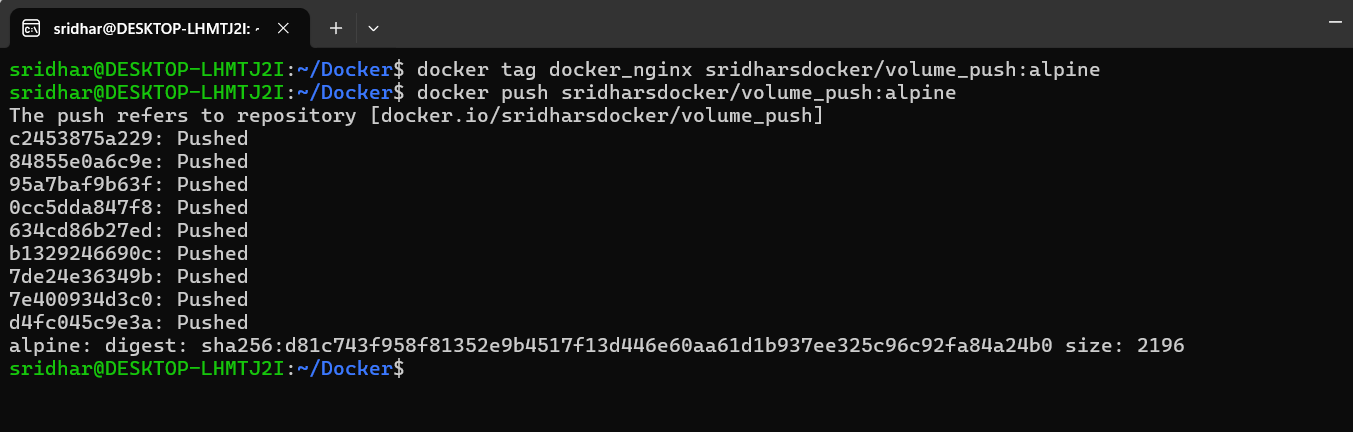 sridhar@DESKTOP-LHMTJ2I: ~
sridhar@DESKTOP-LHMTJ2I:~/Docker$ docker tag docker_nginx sridharsdocker/volume_push:alpine
sridhar@DESKTOP-LHMTJ2I:~/Docker$ docker push sridharsdocker/volume_push:alpine
The push refers to repository [docker.io/sridharsdocker/volume_push]
c2453875a229: Pushed
84855e0a6c9e: Pushed
95a7baf9b63f: Pushed
0cc5dda847f8: Pushed
634cd86b27ed: Pushed
b1329246690c: Pushed
7de24e36349b: Pushed
7e400934d3c0: Pushed
d4fc045c9e3a: Pushed
alpine: digest: sha256:d81c743f958f81352e9b4517f13d446e60aa61d1b937ee325c96c92fa84a24b0 size: 2196
sridhar@DESKTOP-LHMTJ2I:~/Docker$